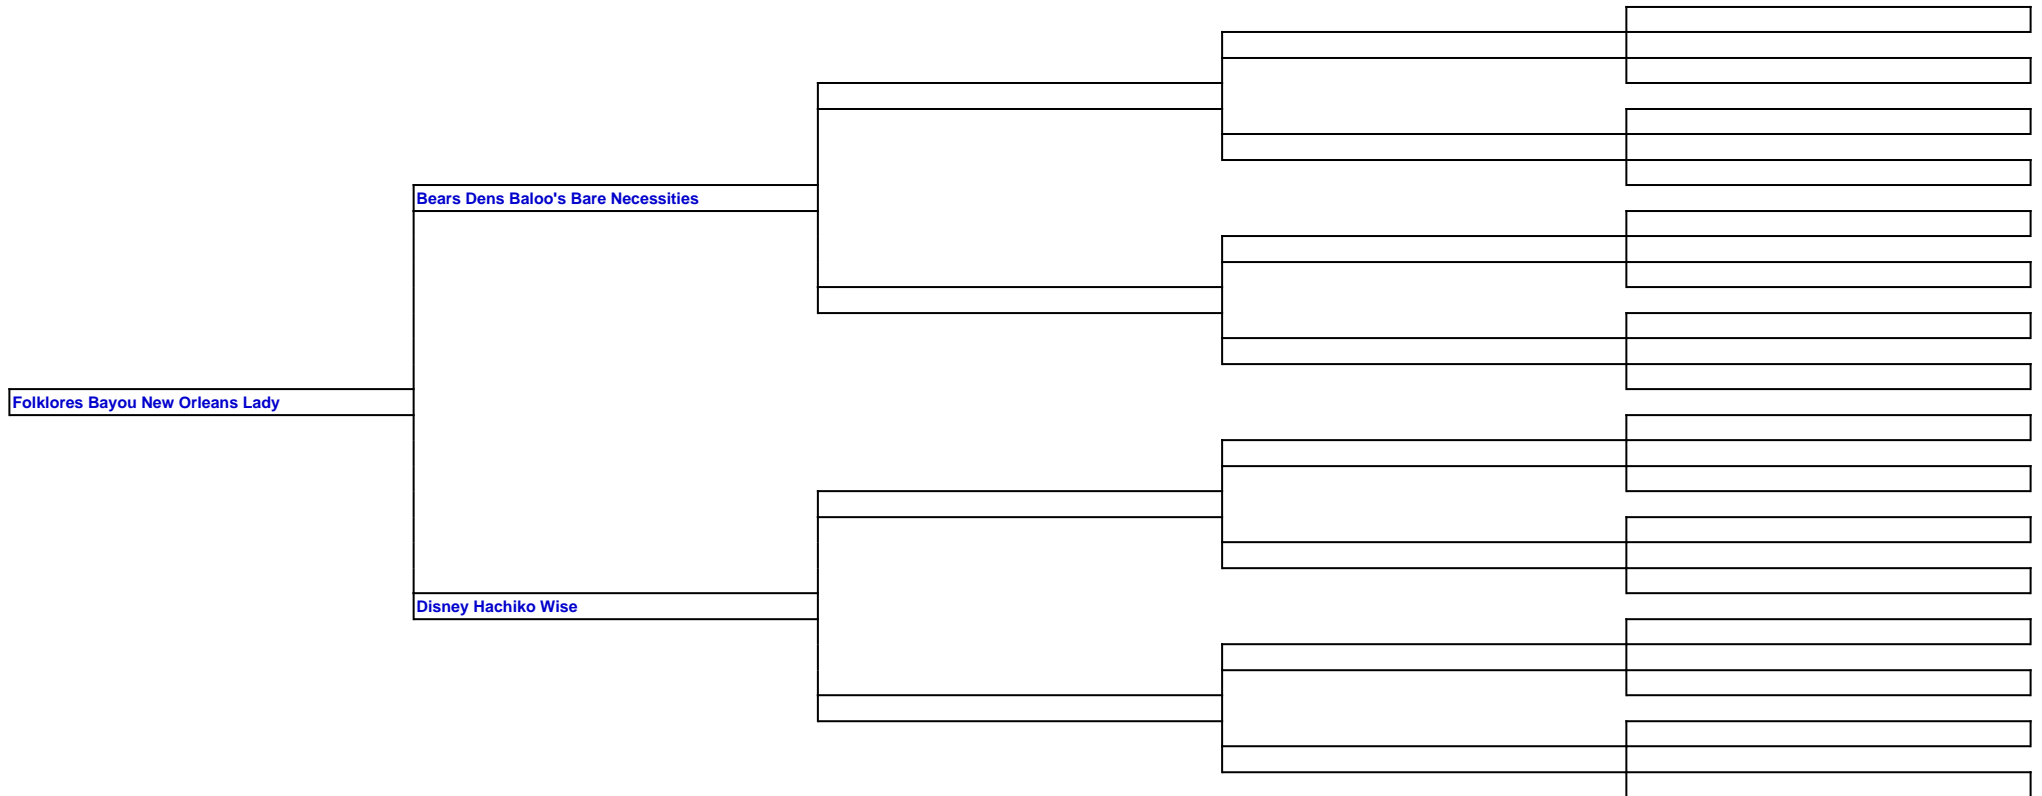 Bears Dens Baloo's Bare Necessities
Folklores Bayou New Orleans Lady
Disney Hachiko Wise